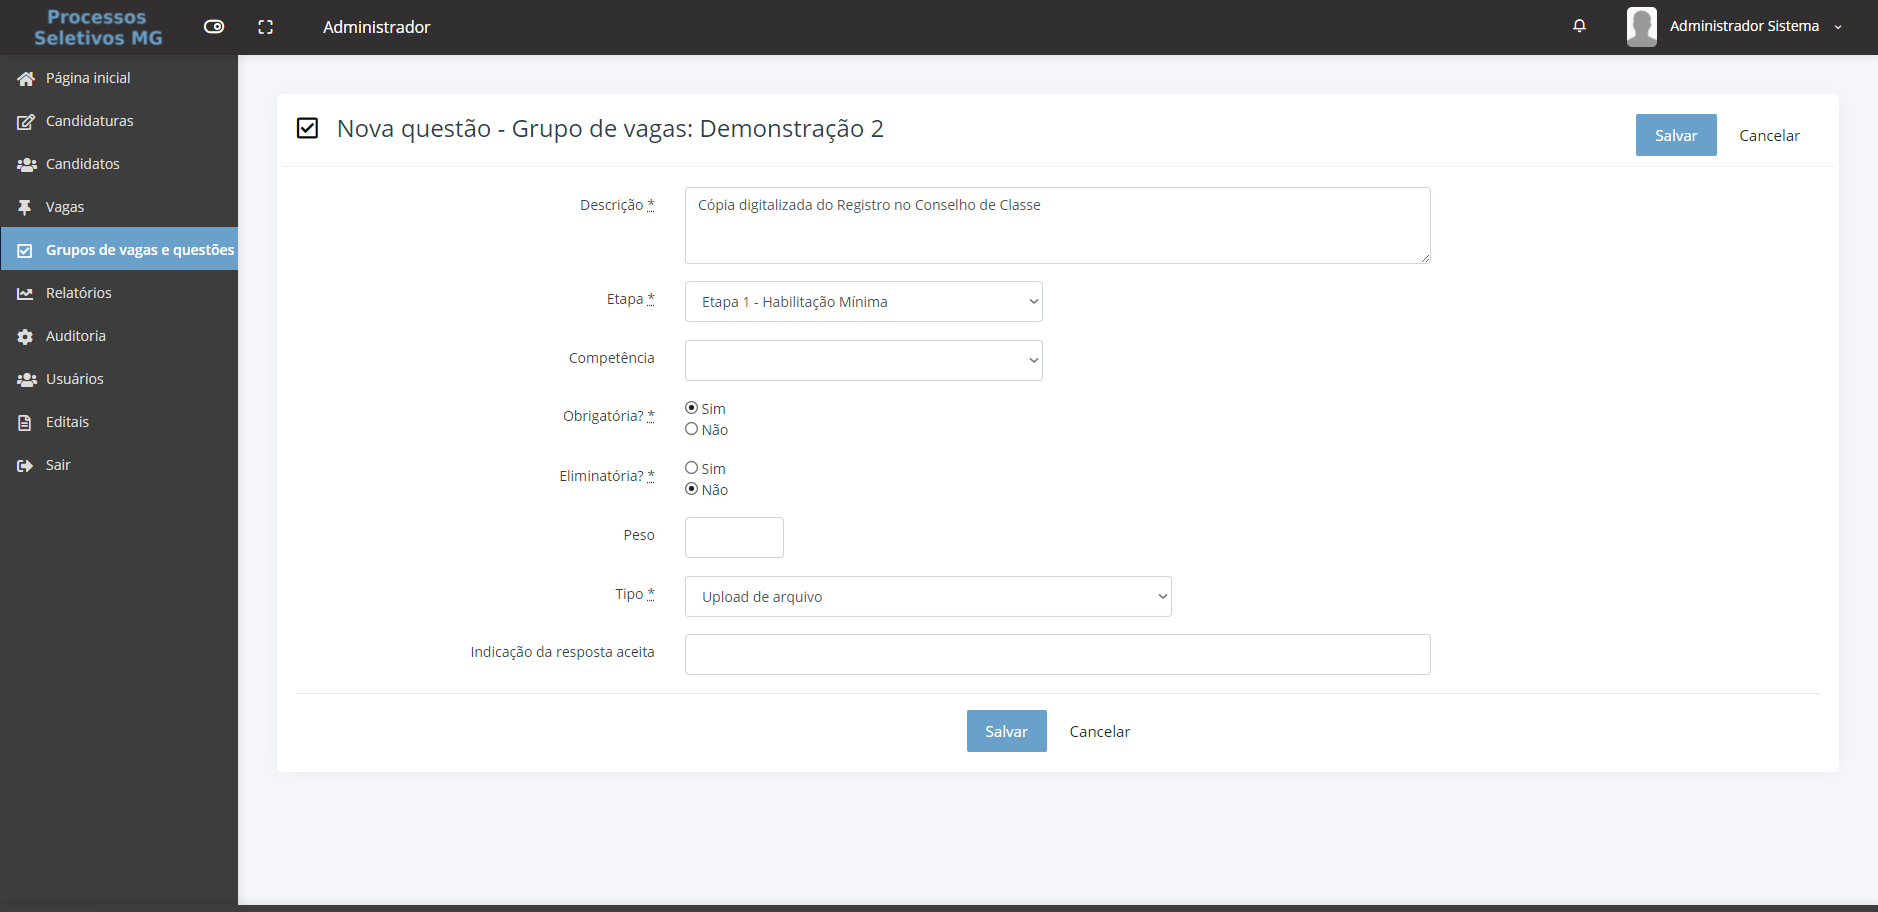 Processos
Seletivos MG
Administrador
Administrador Sistema
Página inicial
Candidaturas
Candidatos
Vagas
Grupos de vagas e questões
Relatórios
Auditoria
Usuários
Editais
Sair
Nova questão - Grupo de vagas: Demonstração 2
Salvar
Cancelar
Descrição *
Cópia digitalizada do Registro no Conselho de Classe
Etapa *
Etapa 1 - Habilitação Mínima
Competência
Obrigatória? *
Sim
Não
Eliminatória? *
Sim
Não
Peso
Tipo *
Upload de arquivo
Indicação da resposta aceita
Salvar
Cancelar